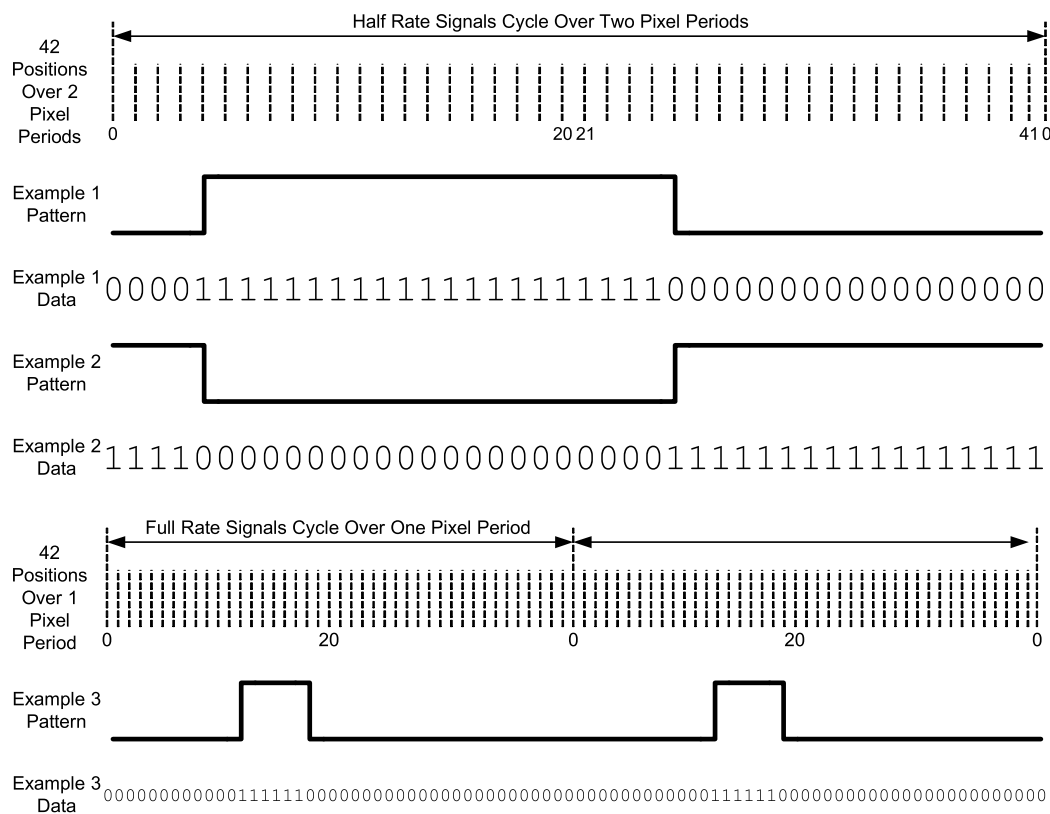 Half Rate Signals Cycle Over Two Pixel Periods
42
Positions
Over 2
Pixel
Periods
0 20 21 41 0
Example 1
Pattern
Example 1
Data
000011111111111111111111100000000000000000
Example 2
Pattern
Example 2
Data
111100000000000000000000011111111111111111
Full Rate Signals Cycle Over One Pixel Period
42
Positions
Over 1
Pixel
Period
0 20 0 20 0
Example 3
Pattern
Example 3
Data
000000000000111111000000000000000000000000000000000000111111000000000000000000000000